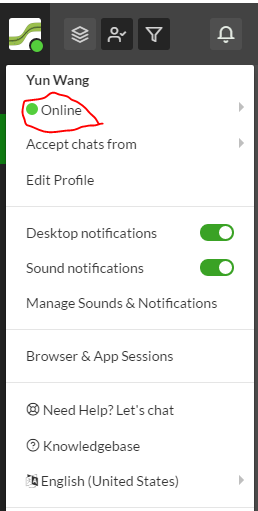 Yun Wang
Online
Accept chats from
Edit Profile
Desktop notifications
Sound notifications
Manage Sounds & Notifications
Browser & App Sessions
Need Help? Let's chat
Knowledgebase
English (United States)